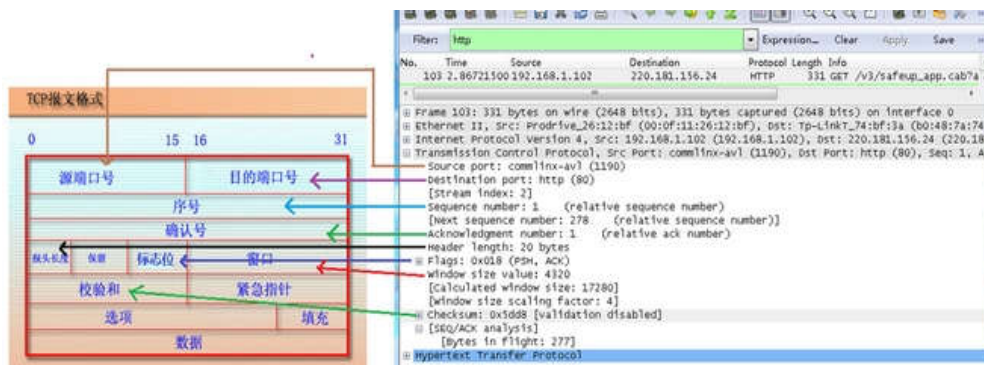 TCP报文格式
0 15 16 31
源端口号 目的端口号
序号
确认号
报头长度 保留 标志位 窗口
校验和 紧急指针
选项 填充
数据
Filter: http Expression... Clear Apply Save
No. Time Source Destination Protocol Length Info
103 2.86721500 192.168.1.102 220.181.156.24 HTTP 331 GET /v3/safeup_app.cab?a
Frame 103: 331 bytes on wire (2648 bits), 331 bytes captured (2648 bits) on interface 0
Ethernet II, Src: Prodrive_26:12:bf (00:0f:11:26:12:bf), Dst: Tp-LinkT_74:bf:3a (b0:48:7a:74
Internet Protocol Version 4, Src: 192.168.1.102 (192.168.1.102), Dst: 220.181.156.24 (220.18
Transmission Control Protocol, Src Port: commlinx-avl (1190), Dst Port: http (80), Seq: 1, A
Source port: commlinx-avl (1190)
Destination port: http (80)
[Stream index: 2]
Sequence number: 1 (relative sequence number)
[Next sequence number: 278 (relative sequence number)]
Acknowledgment number: 1 (relative ack number)
Header length: 20 bytes
Flags: 0x018 (PSH, ACK)
Window size value: 4320
[Calculated window size: 17280]
[Window size scaling factor: 4]
Checksum: 0x5dd8 [validation disabled]
[SEQ/ACK analysis]
[Bytes in flight: 277]
Hypertext Transfer Protocol